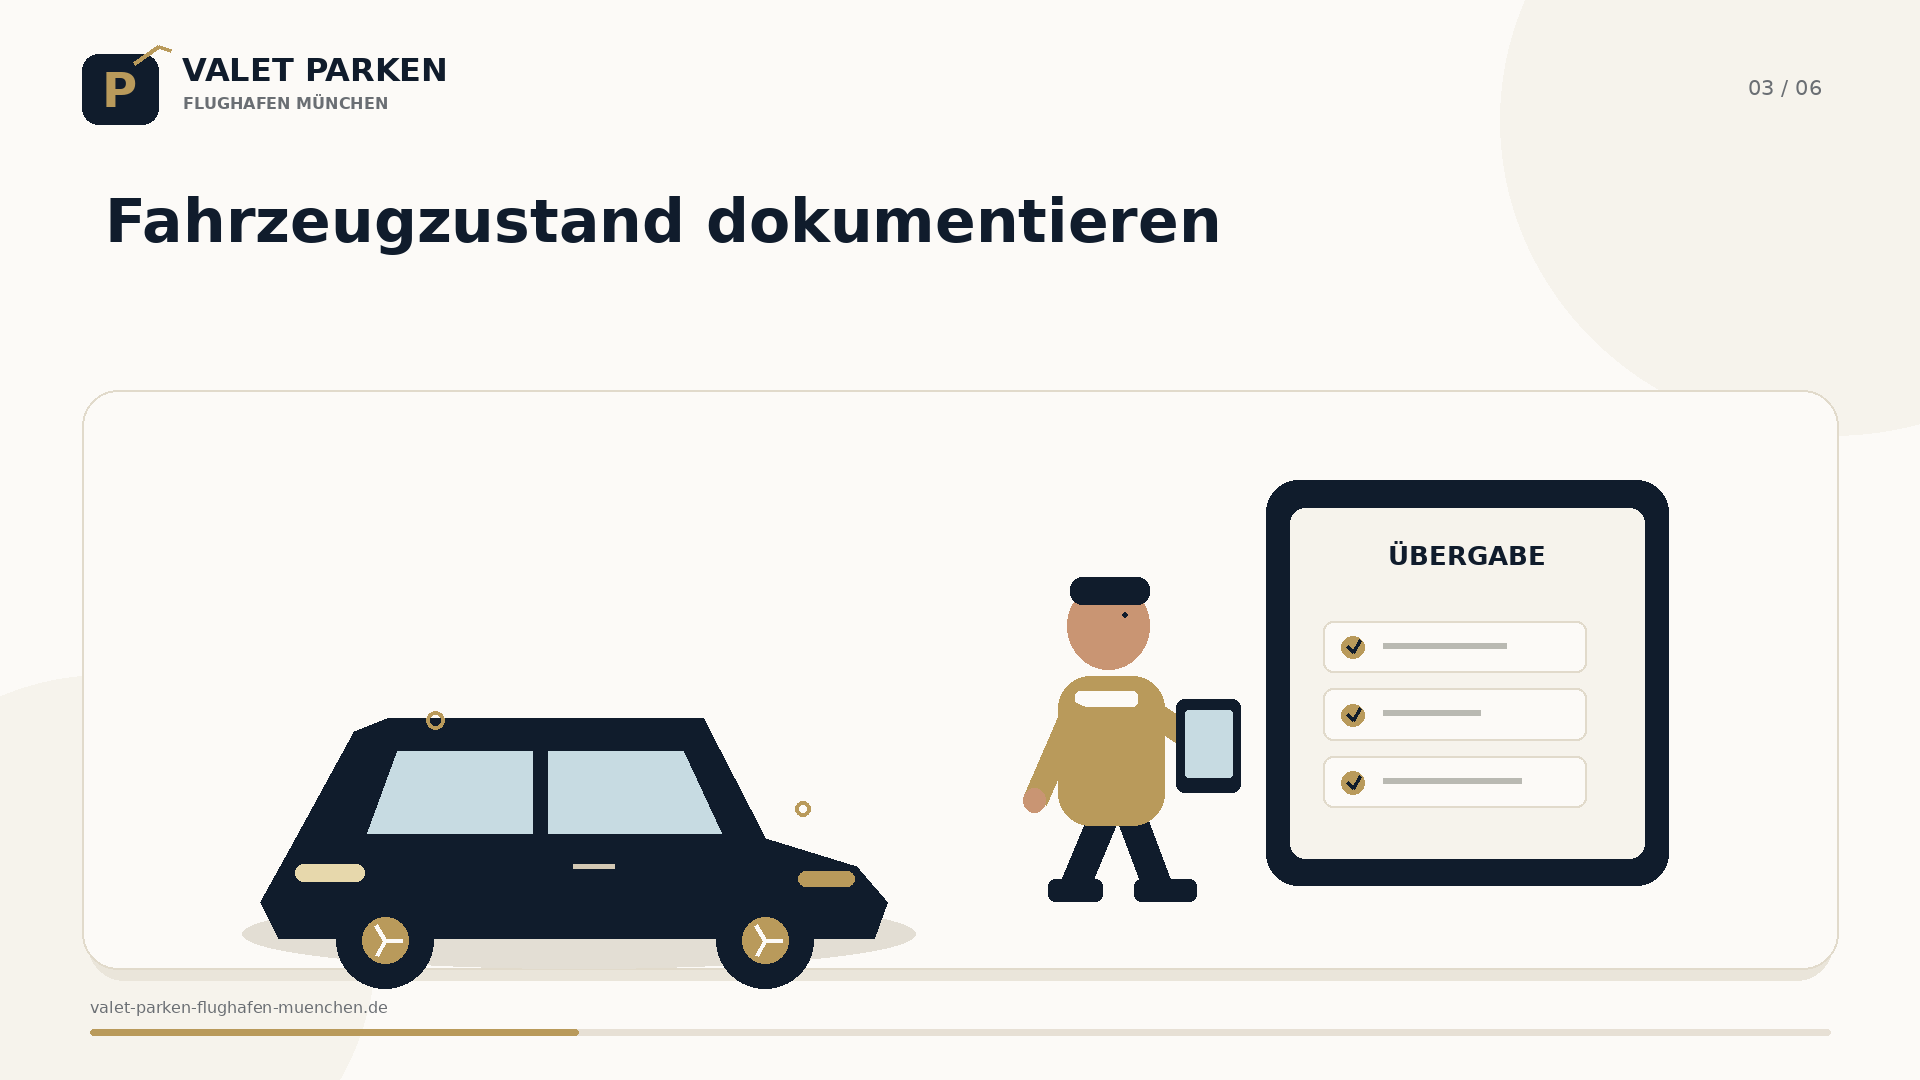 P
VALET PARKEN
FLUGHAFEN MÜNCHEN
03 / 06
Fahrzeugzustand dokumentieren
ÜBERGABE
valet-parken-flughafen-muenchen.de